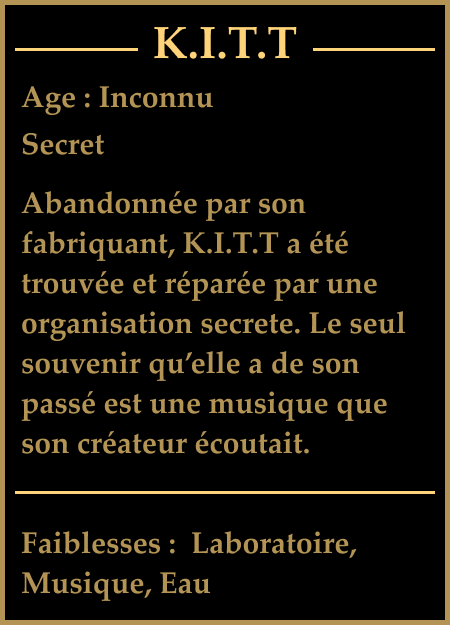 K.I.T.T
Age : Inconnu
Secret
Abandonnée par son
fabriquant, K.I.T.T a été
trouvée et réparée par une
organisation secrete. Le seul
souvenir qu’elle a de son
passé est une musique que
son créateur écoutait.
Faiblesses :  Laboratoire,
Musique, Eau